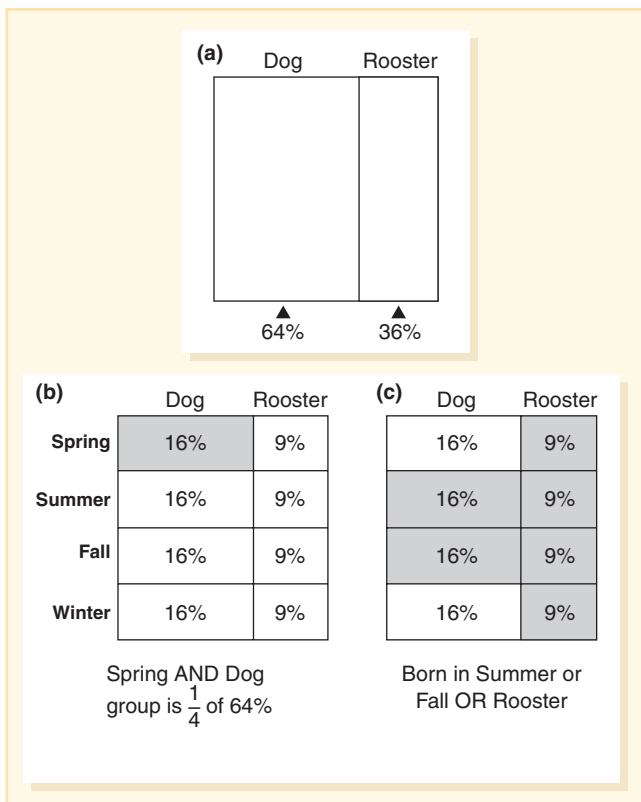 (a)
Dog Rooster
64% 36%
(b)
Dog Rooster
Spring 16% 9%
Summer 16% 9%
Fall 16% 9%
Winter 16% 9%
Spring AND Dog
group is 1/4 of 64%
(c)
Dog Rooster
16% 9%
16% 9%
16% 9%
16% 9%
Born in Summer or
Fall OR Rooster